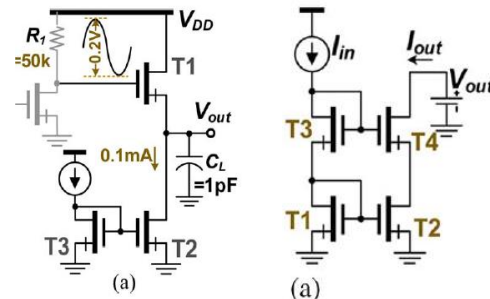 V_DD
R_1
=50k
0.2V
T1
V_out
0.1mA
C_L
=1pF
T3
T2
(a)
I_in
I_out
V_out
T3
T4
T1
T2
(a)